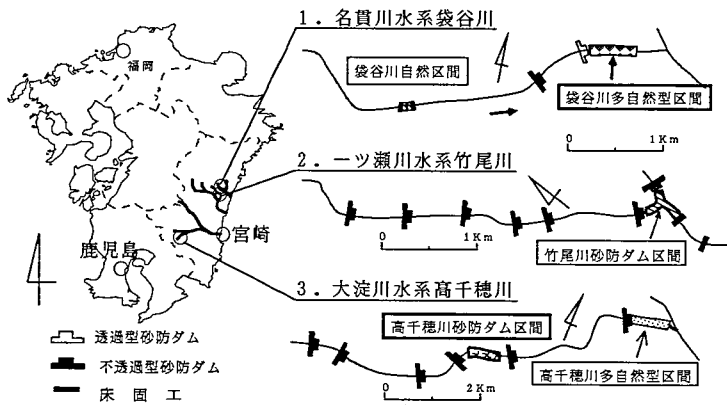 1．名貫川水系袋谷川
福岡
袋谷川自然区間
袋谷川多自然型区間
0 1Km
2．一ツ瀬川水系竹尾川
0 1Km
竹尾川砂防ダム区間
宮崎
鹿児島
3．大淀川水系高千穂川
高千穂川砂防ダム区間
高千穂川多自然型区間
0 2Km
透過型砂防ダム
不透過型砂防ダム
床固工